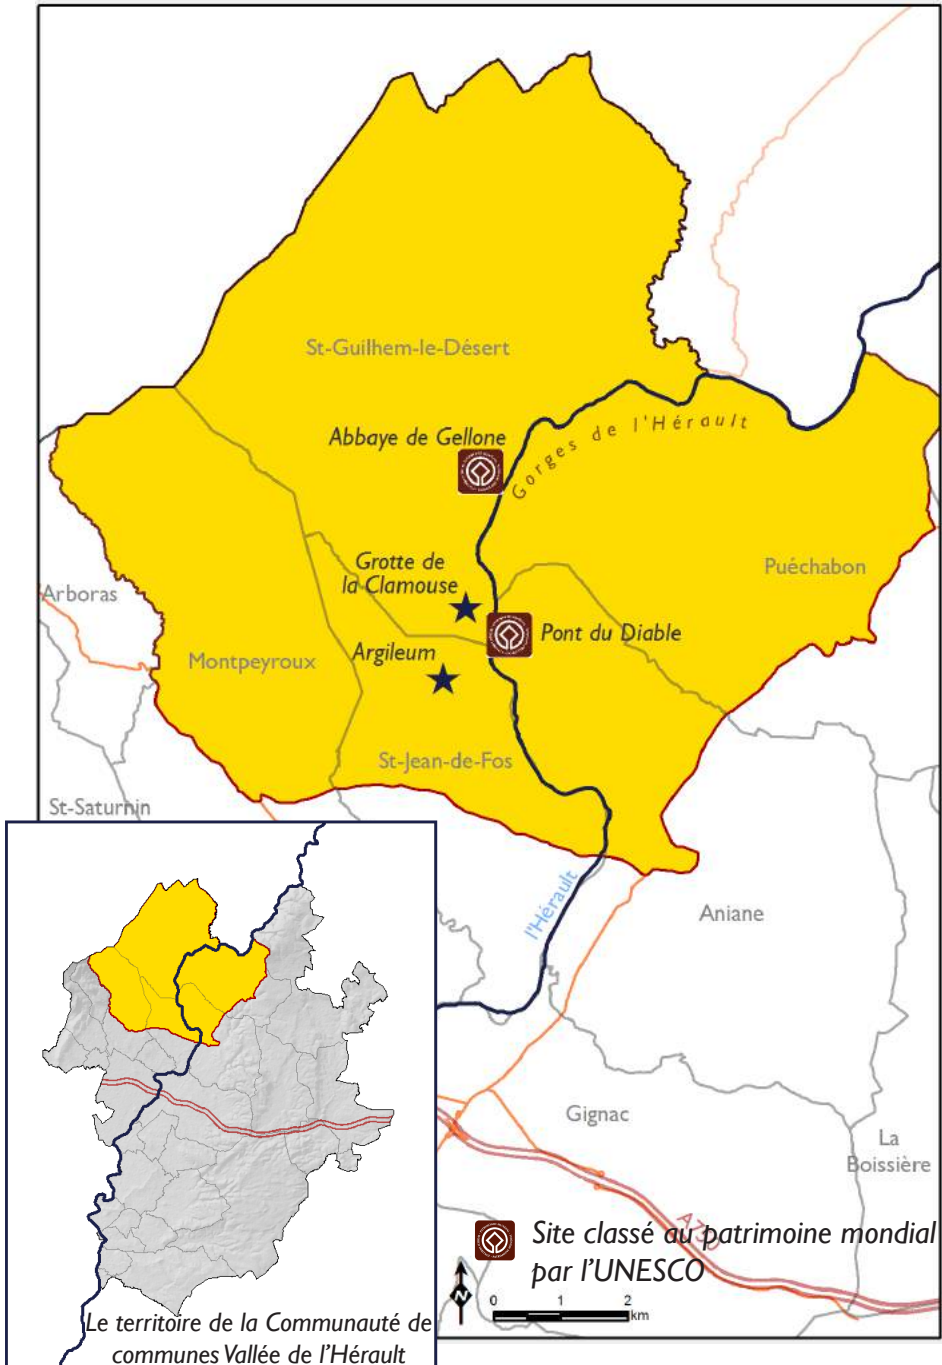 St-Guilhem-le-Désert
Abbaye de Gellone
Gorges de l'Hérault
Grotte de
la Clamouse
Puéchabon
Arboras
Pont du Diable
Montpeyroux
Argileum
St-Jean-de-Fos
St-Saturnin
l'Hérault
Aniane
Gignac
La
Boissière
A750
Site classé au patrimoine mondial
par l'UNESCO
N
0 1 2
km
Le territoire de la Communauté de
communes Vallée de l'Hérault